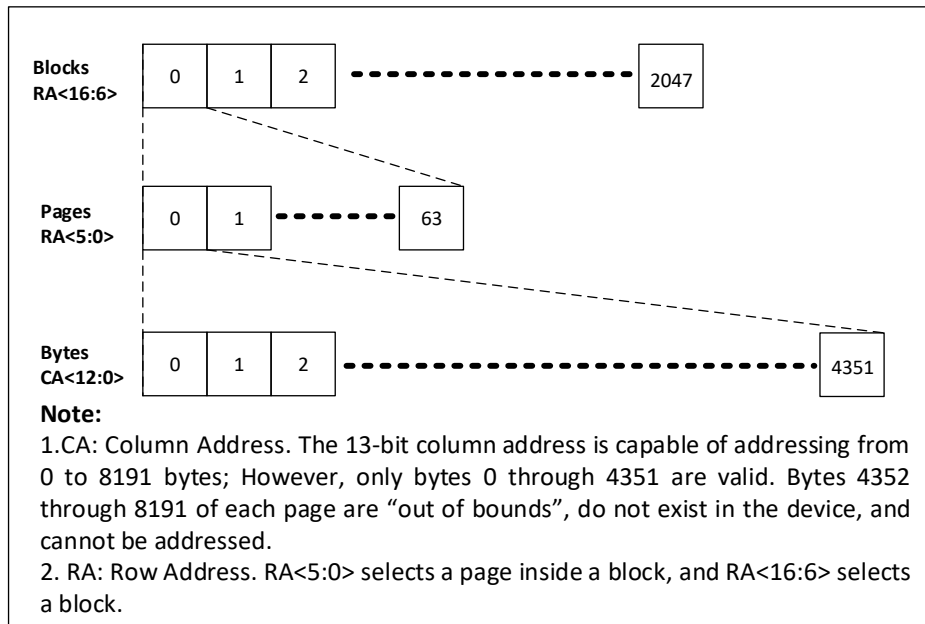 Blocks
RA<16:6>
0 1 2 2047
Pages
RA<5:0>
0 1 63
Bytes
CA<12:0>
0 1 2 4351
Note:
1.CA: Column Address. The 13-bit column address is capable of addressing from
0 to 8191 bytes; However, only bytes 0 through 4351 are valid. Bytes 4352
through 8191 of each page are “out of bounds”, do not exist in the device, and
cannot be addressed.
2. RA: Row Address. RA<5:0> selects a page inside a block, and RA<16:6> selects
a block.